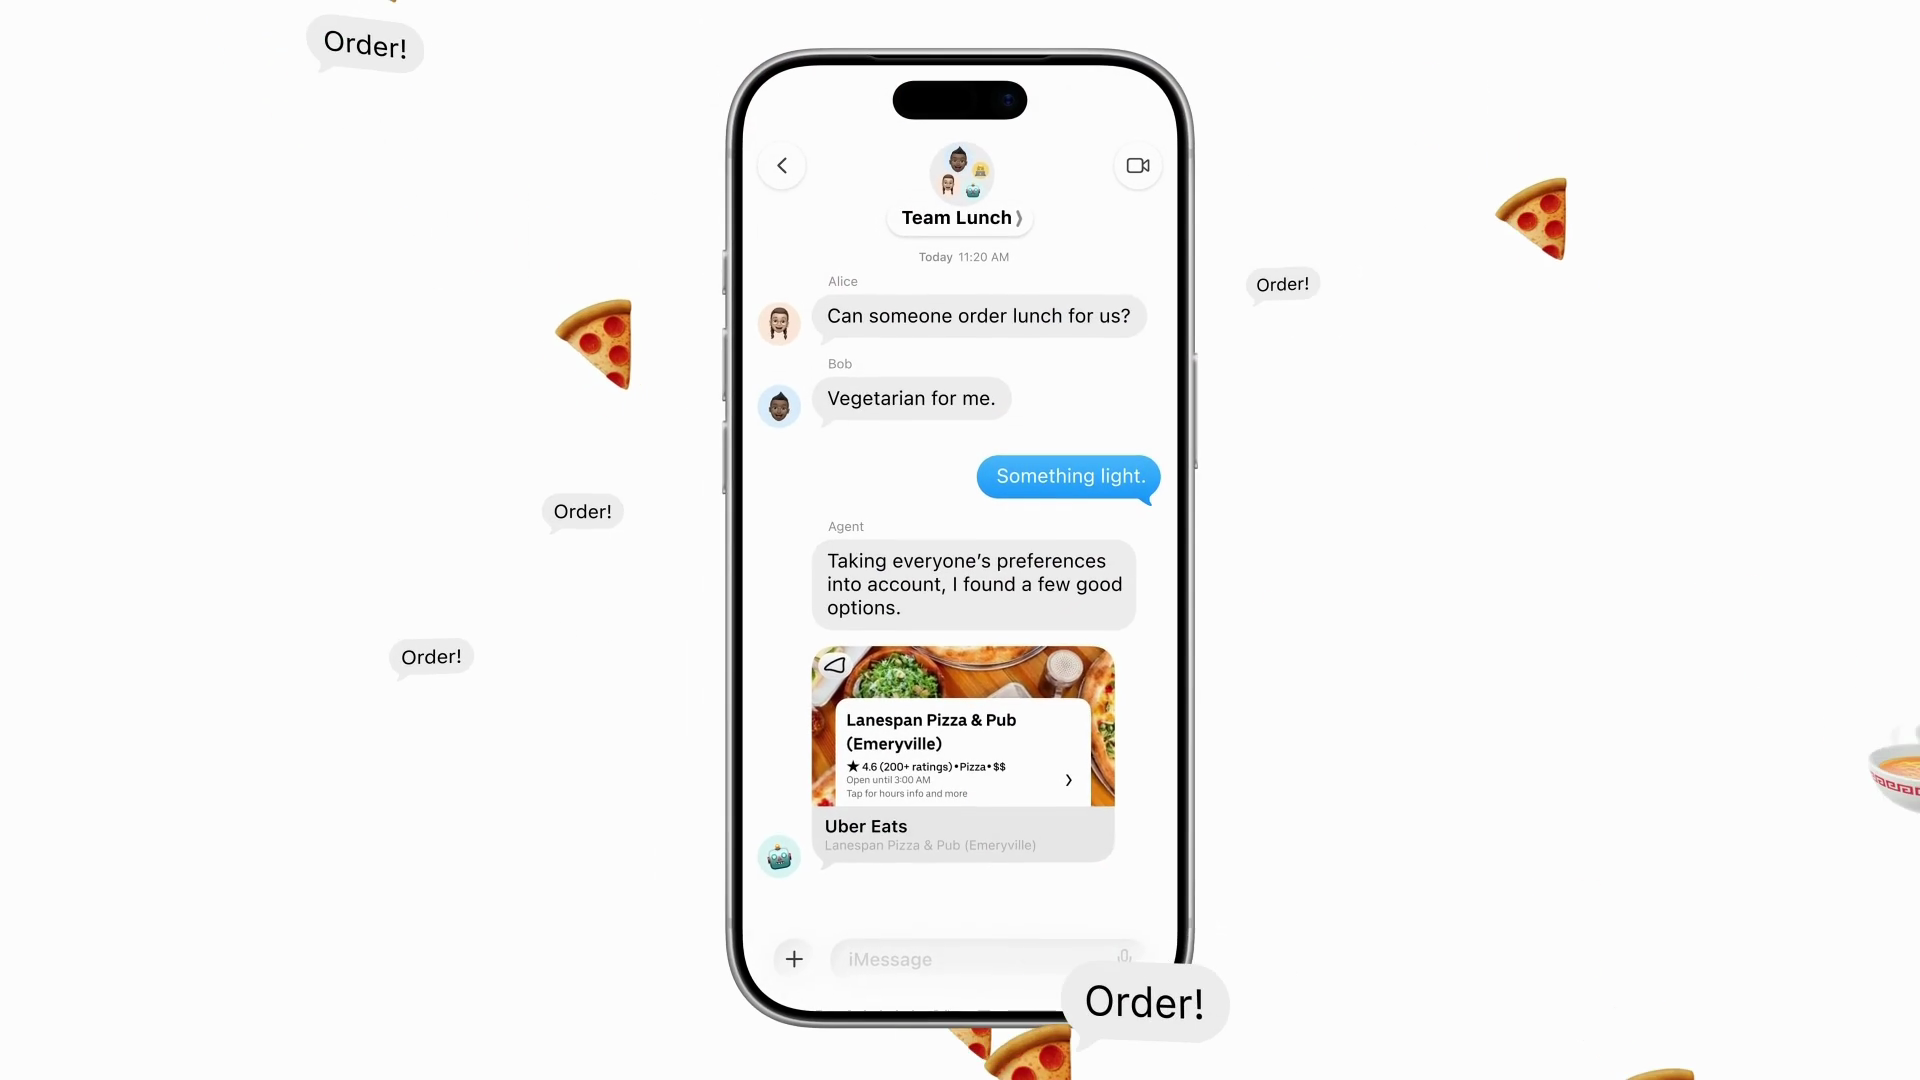 Order!
Team Lunch
Today 11:20 AM
Alice
Can someone order lunch for us?
Order!
Bob
Vegetarian for me.
Something light.
Order!
Agent
Taking everyone’s preferences
into account, I found a few good
options.
Order!
Lanespan Pizza & Pub
(Emeryville)
★ 4.6 (200+ ratings) • Pizza • $$
Open until 3:00 AM
Tap for hours info and more
Uber Eats
Lanespan Pizza & Pub (Emeryville)
iMessage
Order!